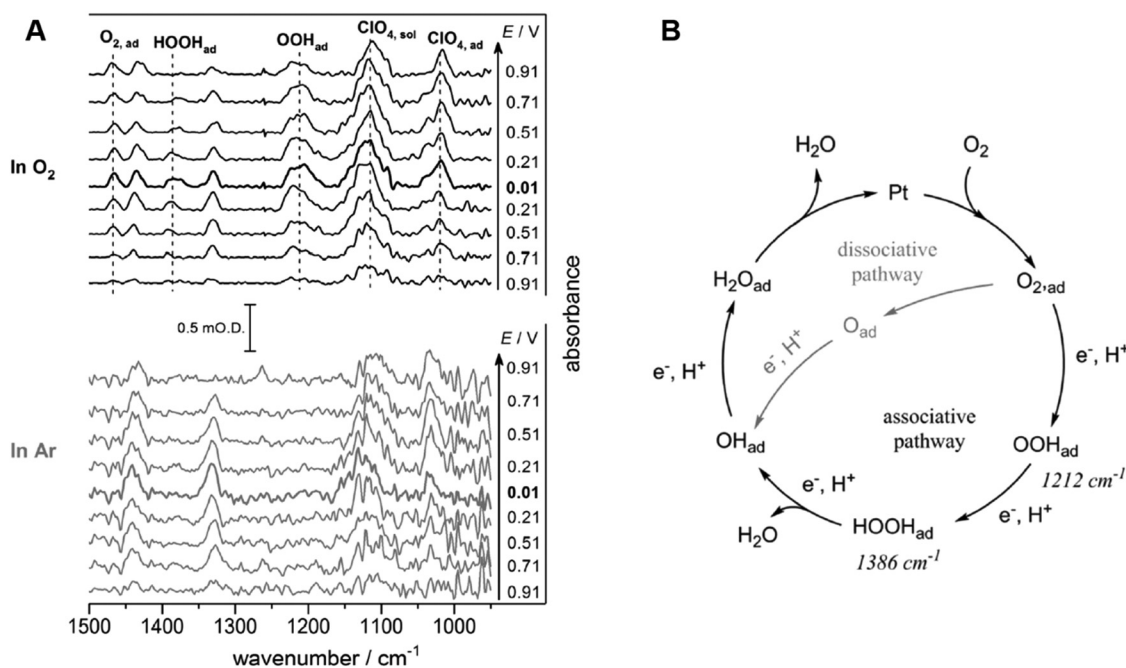 A
O2, ad
HOOHad
OOHad
ClO4, sol
ClO4, ad
E / V
0.91
0.71
0.51
0.21
0.01
0.21
0.51
0.71
0.91
In O2
0.5 mO.D.
absorbance
E / V
0.91
0.71
0.51
0.21
0.01
0.21
0.51
0.71
0.91
In Ar
1500 1400 1300 1200 1100 1000
wavenumber / cm⁻¹
B
H2O
O2
Pt
dissociative
pathway
H2Oad
O2,ad
Oad
e⁻, H⁺
e⁻, H⁺
e⁻, H⁺
associative
pathway
OHad
OOHad
1212 cm⁻¹
e⁻, H⁺
e⁻, H⁺
H2O
HOOHad
1386 cm⁻¹